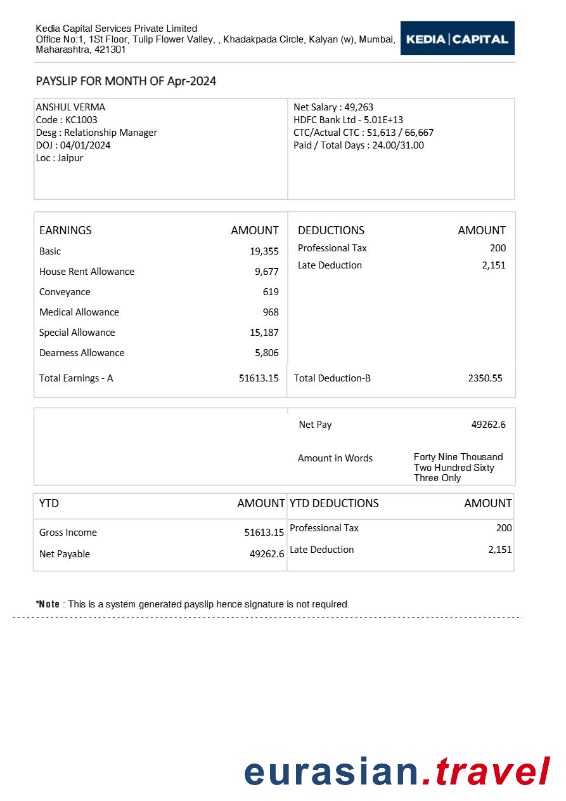 Kedia Capital Services Private Limited
Office No:1, 1St Floor, Tulip Flower Valley, , Khadakpada Circle, Kalyan (w), Mumbai,
Maharashtra, 421301
KEDIA | CAPITAL
PAYSLIP FOR MONTH OF Apr-2024
ANSHUL VERMA
Code : KC1003
Desg : Relationship Manager
DOJ : 04/01/2024
Loc : Jaipur
Net Salary : 49,263
HDFC Bank Ltd - 5.01E+13
CTC/Actual CTC : 51,613 / 66,667
Paid / Total Days : 24.00/31.00
EARNINGS AMOUNT
Basic 19,355
House Rent Allowance 9,677
Conveyance 619
Medical Allowance 968
Special Allowance 15,187
Dearness Allowance 5,806
Total Earnings - A 51613.15
DEDUCTIONS AMOUNT
Professional Tax 200
Late Deduction 2,151
Total Deduction-B 2350.55
Net Pay 49262.6
Amount in Words Forty Nine Thousand
Two Hundred Sixty
Three Only
YTD AMOUNT
Gross Income 51613.15
Net Payable 49262.6
YTD DEDUCTIONS AMOUNT
Professional Tax 200
Late Deduction 2,151
*Note : This is a system generated payslip hence signature is not required.
eurasian.travel